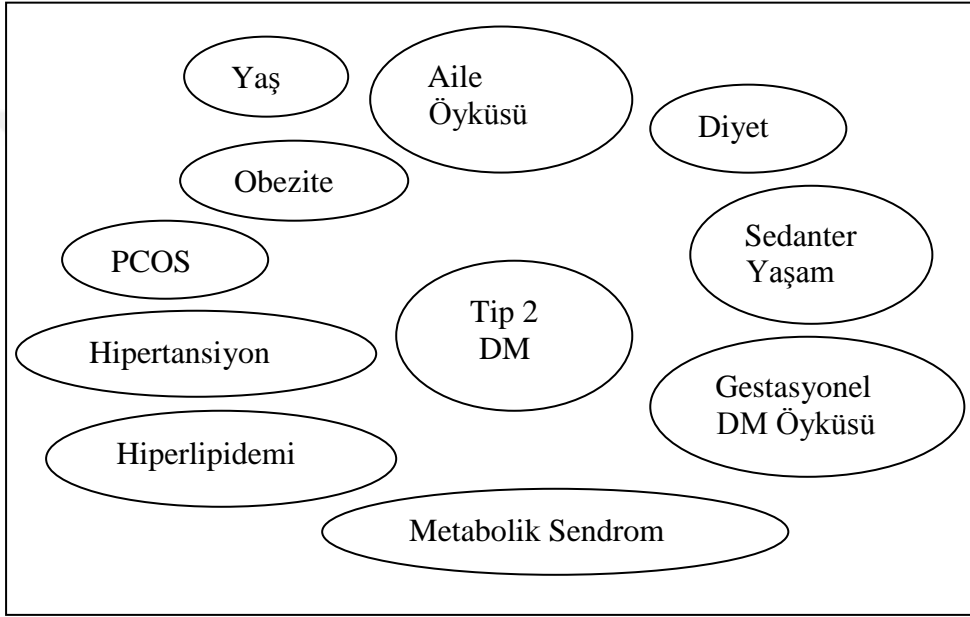 Yaş
Aile
Öyküsü
Diyet
Obezite
Sedanter
Yaşam
PCOS
Tip 2
DM
Hipertansiyon
Gestasyonel
DM Öyküsü
Hiperlipidemi
Metabolik Sendrom